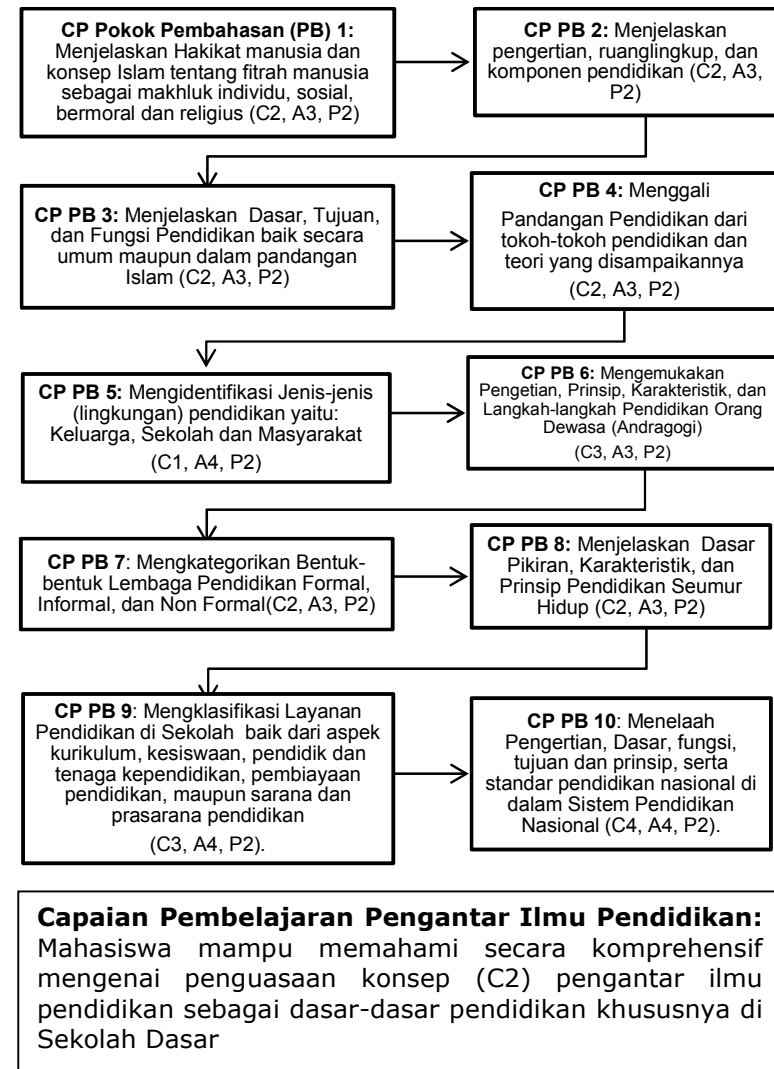 CP Pokok Pembahasan (PB) 1:
Menjelaskan Hakikat manusia dan
konsep Islam tentang fitrah manusia
sebagai makhluk individu, sosial,
bermoral dan religius (C2, A3, P2)
CP PB 2: Menjelaskan
pengertian, ruanglingkup, dan
komponen pendidikan (C2, A3,
P2)
CP PB 3: Menjelaskan Dasar, Tujuan,
dan Fungsi Pendidikan baik secara
umum maupun dalam pandangan
Islam (C2, A3, P2)
CP PB 4: Menggali
Pandangan Pendidikan dari
tokoh-tokoh pendidikan dan
teori yang disampaikannya
(C2, A3, P2)
CP PB 5: Mengidentifikasi Jenis-jenis
(lingkungan) pendidikan yaitu:
Keluarga, Sekolah dan Masyarakat
(C1, A4, P2)
CP PB 6: Mengemukakan
Pengetian, Prinsip, Karakteristik, dan
Langkah-langkah Pendidikan Orang
Dewasa (Andragogi)
(C3, A3, P2)
CP PB 7: Mengkategorikan Bentuk-
bentuk Lembaga Pendidikan Formal,
Informal, dan Non Formal(C2, A3, P2)
CP PB 8: Menjelaskan Dasar
Pikiran, Karakteristik, dan
Prinsip Pendidikan Seumur
Hidup (C2, A3, P2)
CP PB 9: Mengklasifikasi Layanan
Pendidikan di Sekolah baik dari aspek
kurikulum, kesiswaan, pendidik dan
tenaga kependidikan, pembiayaan
pendidikan, maupun sarana dan
prasarana pendidikan
(C3, A4, P2).
CP PB 10: Menelaah
Pengertian, Dasar, fungsi,
tujuan dan prinsip, serta
standar pendidikan nasional di
dalam Sistem Pendidikan
Nasional (C4, A4, P2).
Capaian Pembelajaran Pengantar Ilmu Pendidikan:
Mahasiswa mampu memahami secara komprehensif
mengenai penguasaan konsep (C2) pengantar ilmu
pendidikan sebagai dasar-dasar pendidikan khususnya di
Sekolah Dasar